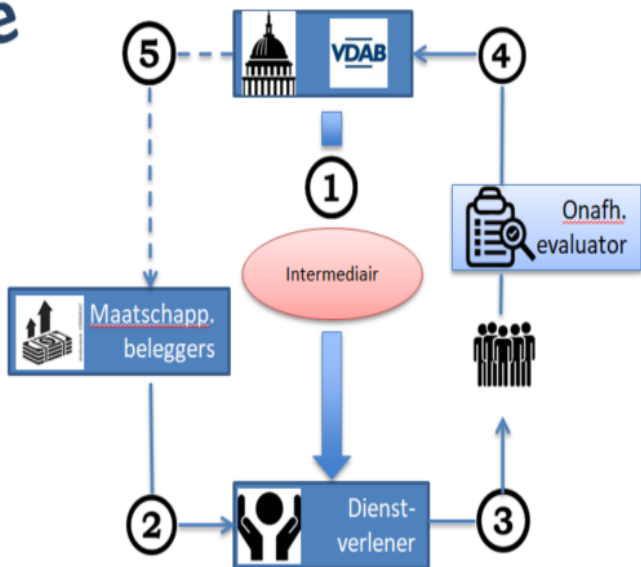 e
5
VDAB
4
1
Onafh.
evaluator
Intermediair
Maatschapp.
beleggers
2
Dienst-
verlener
3